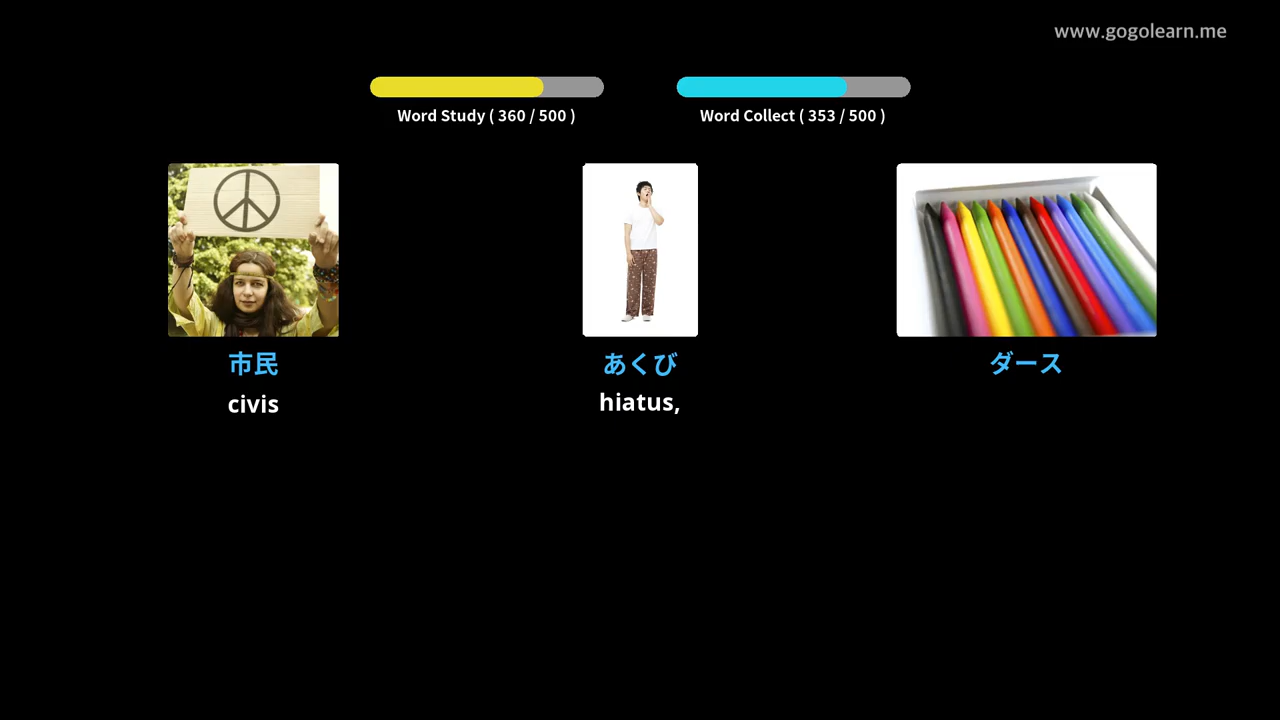 www.gogolearn.me
Word Study ( 360 / 500 )
Word Collect ( 353 / 500 )
市民
あくび
ダース
civis
hiatus,